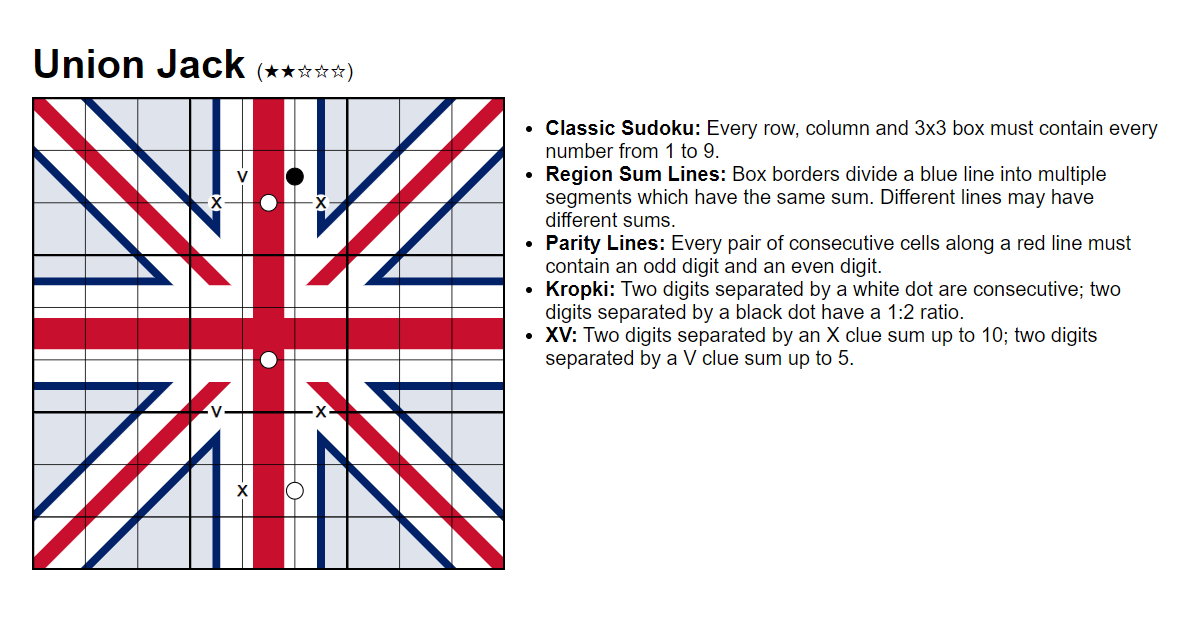 Union Jack (★★☆☆☆)
• Classic Sudoku: Every row, column and 3x3 box must contain every
number from 1 to 9.
• Region Sum Lines: Box borders divide a blue line into multiple
segments which have the same sum. Different lines may have
different sums.
• Parity Lines: Every pair of consecutive cells along a red line must
contain an odd digit and an even digit.
• Kropki: Two digits separated by a white dot are consecutive; two
digits separated by a black dot have a 1:2 ratio.
• XV: Two digits separated by an X clue sum up to 10; two digits
separated by a V clue sum up to 5.
V
X X
V X
X